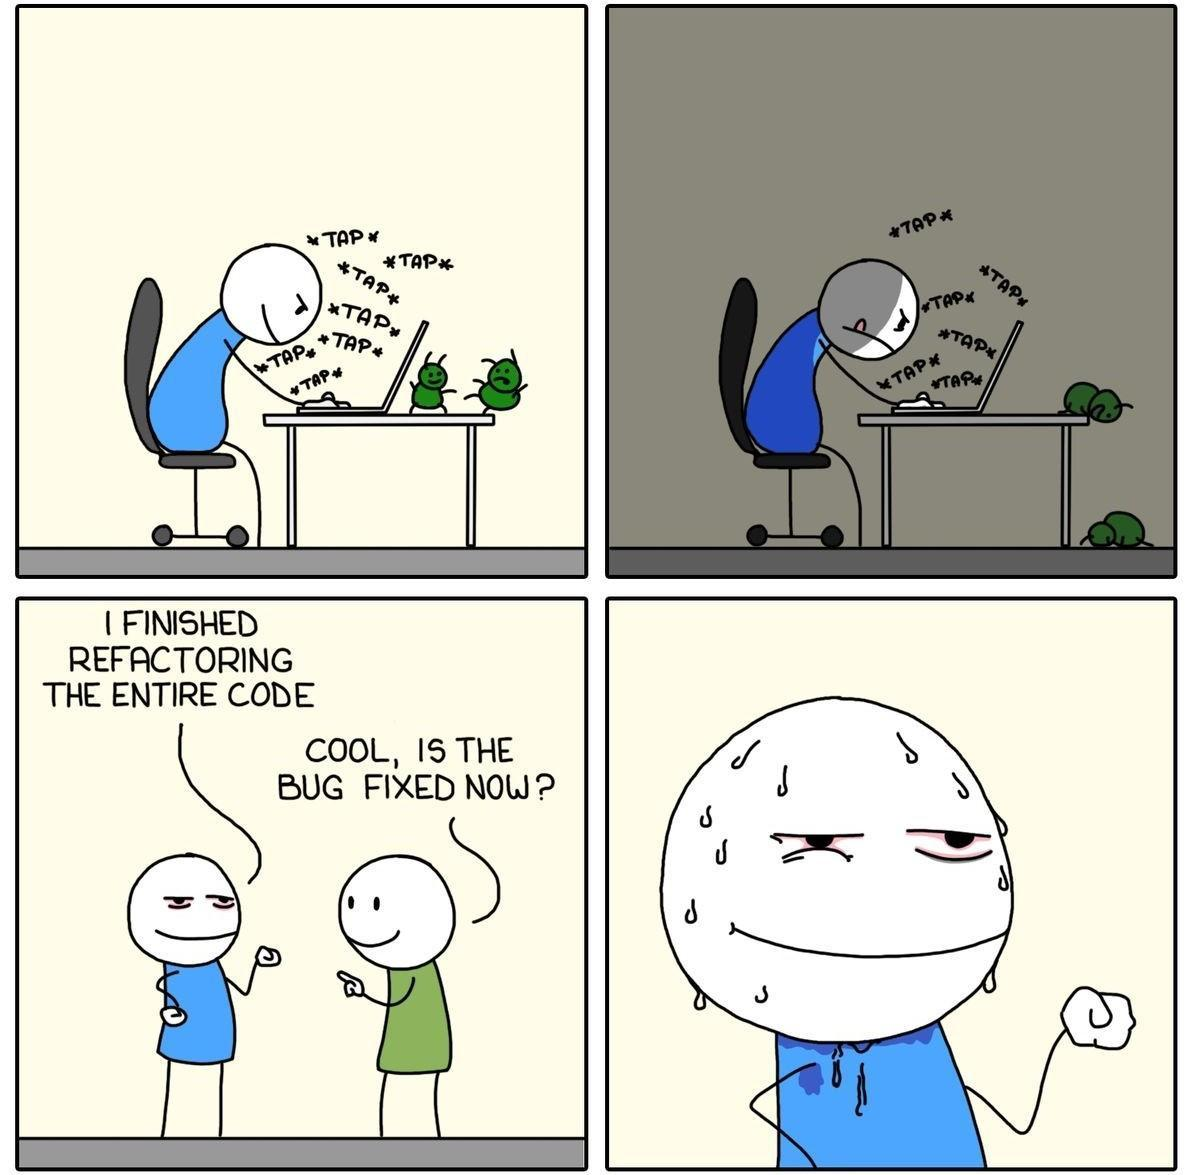 *TAP*
*TAP*
*TAP*
*TAP*
*TAP*
*TAP*
*TAP*
*TAP*
*TAP*
*TAP*
*TAP*
*TAP*
*TAP*
I FINISHED
REFACTORING
THE ENTIRE CODE
COOL, IS THE
BUG FIXED NOW?